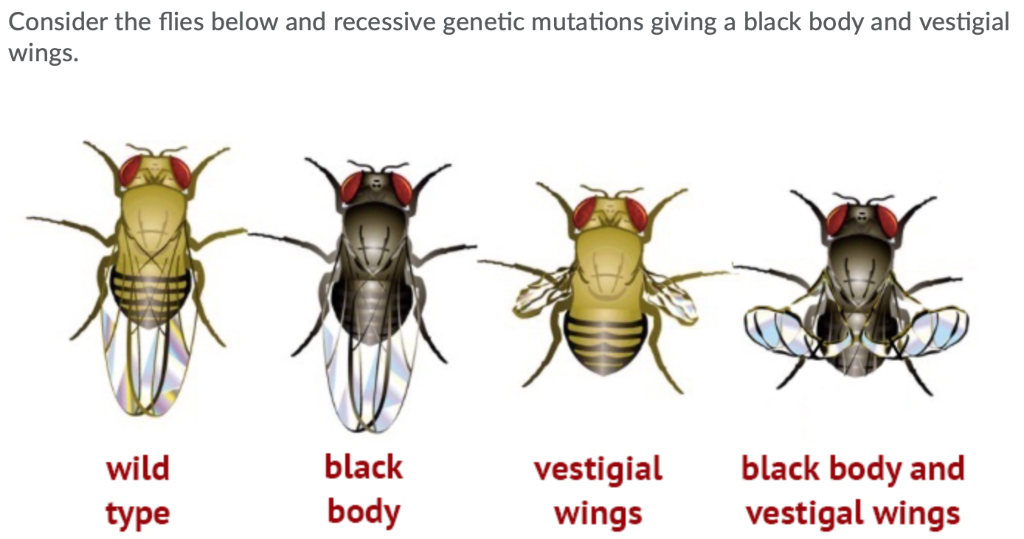 Consider the flies below and recessive genetic mutations giving a black body and vestigial
wings.
wild
type
black
body
vestigial
wings
black body and
vestigal wings